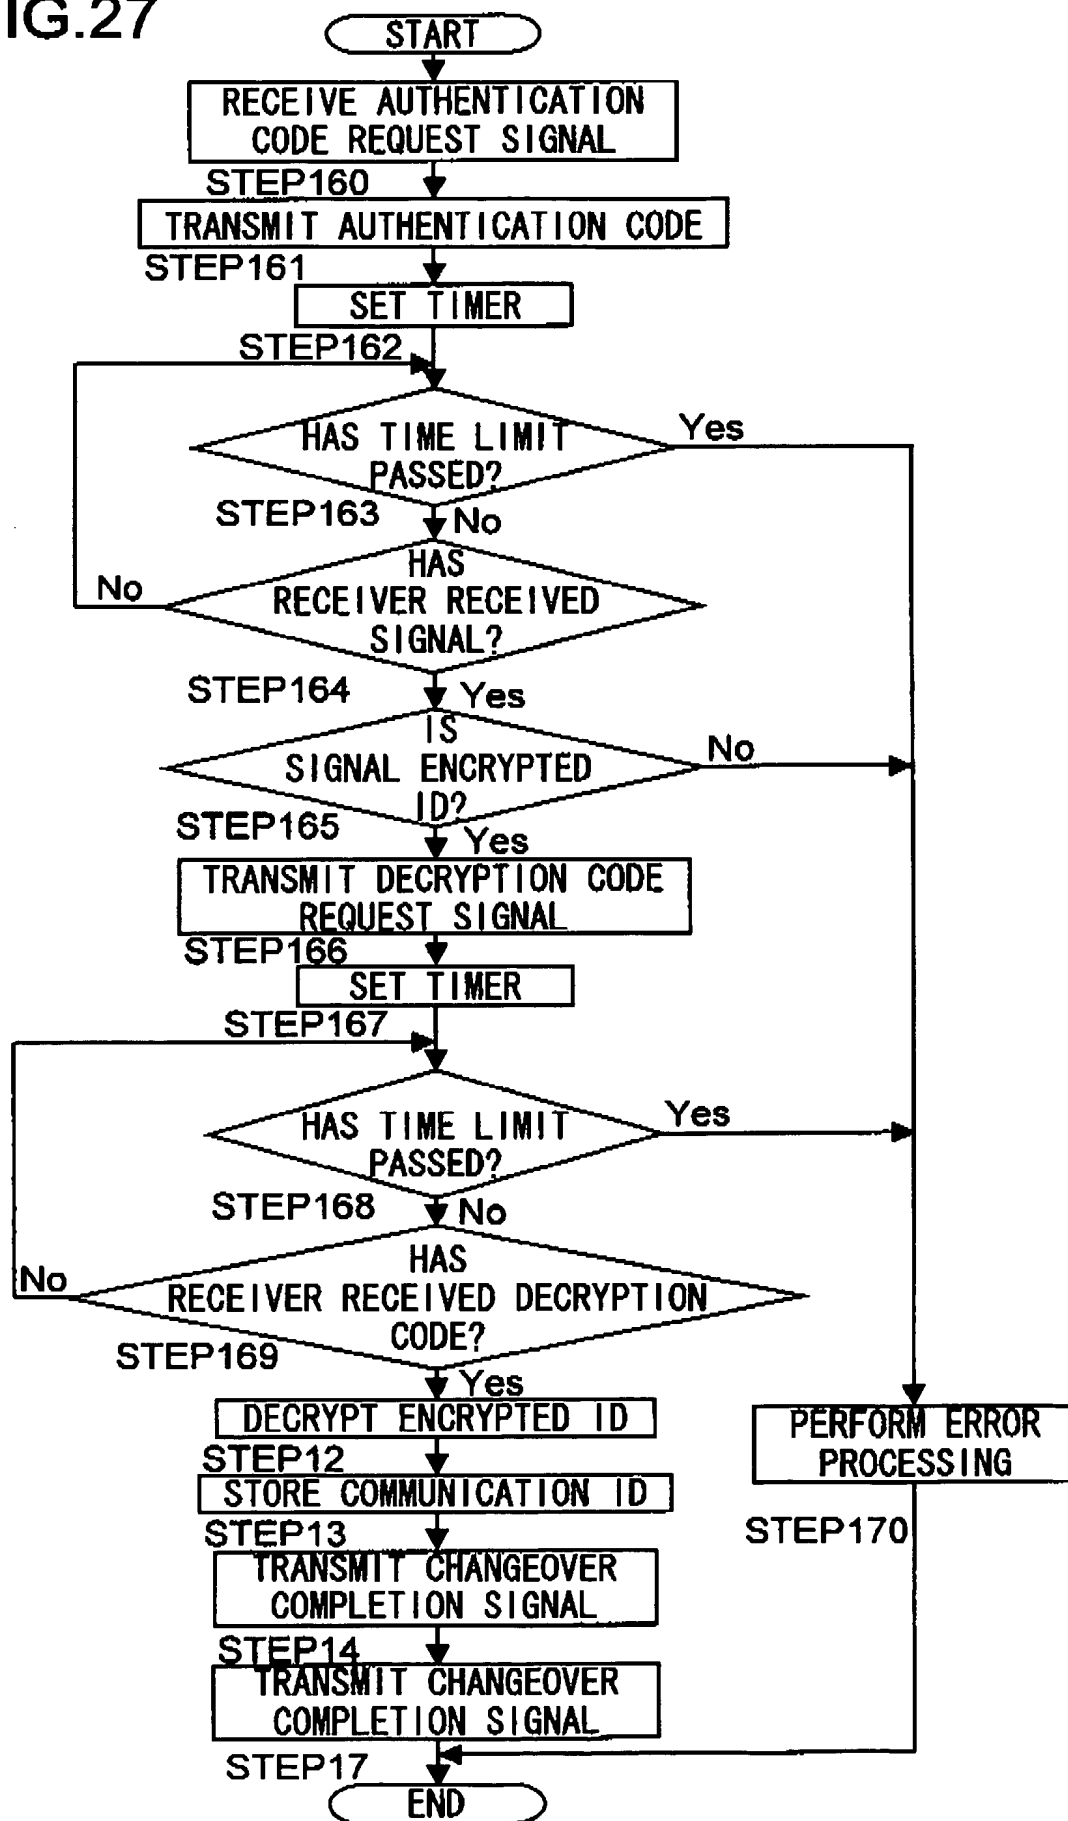 IG.27
START
RECEIVE AUTHENTICATION
CODE REQUEST SIGNAL
STEP160
TRANSMIT AUTHENTICATION CODE
STEP161
SET TIMER
STEP162
HAS TIME LIMIT
PASSED?
Yes
STEP163
No
HAS
RECEIVER RECEIVED
SIGNAL?
No
STEP164
Yes
IS
SIGNAL ENCRYPTED
ID?
No
STEP165
Yes
TRANSMIT DECRYPTION CODE
REQUEST SIGNAL
STEP166
SET TIMER
STEP167
HAS TIME LIMIT
PASSED?
Yes
STEP168
No
HAS
RECEIVER RECEIVED DECRYPTION
CODE?
No
STEP169
Yes
DECRYPT ENCRYPTED ID
STEP12
STORE COMMUNICATION ID
STEP13
TRANSMIT CHANGEOVER
COMPLETION SIGNAL
STEP14
TRANSMIT CHANGEOVER
COMPLETION SIGNAL
STEP17
PERFORM ERROR
PROCESSING
STEP170
END